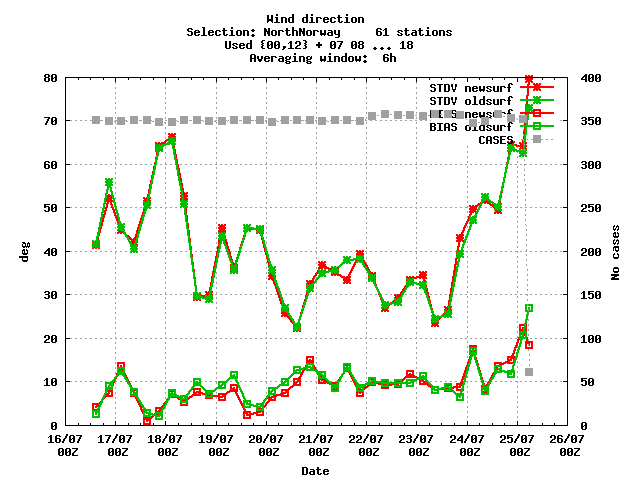 Wind direction
Selection: NorthNorway 61 stations
Used {00,12} + 07 08 ... 18
Averaging window: 6h
80 400
STDV newsurf
STDV oldsurf
BIAS newsurf
BIAS oldsurf
CASES
70 350
60 300
50 250
deg No cases
40 200
30 150
20 100
10 50
0 0
16/07 17/07 18/07 19/07 20/07 21/07 22/07 23/07 24/07 25/07 26/07
00Z 00Z 00Z 00Z 00Z 00Z 00Z 00Z 00Z 00Z 00Z
Date